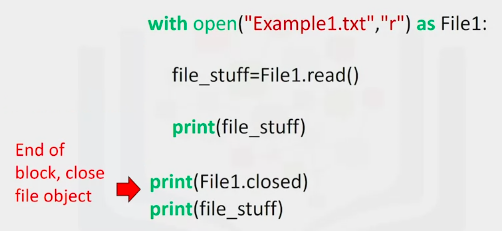 with open("Example1.txt","r") as File1:
file_stuff=File1.read()
print(file_stuff)
End of
block, close
file object
print(File1.closed)
print(file_stuff)